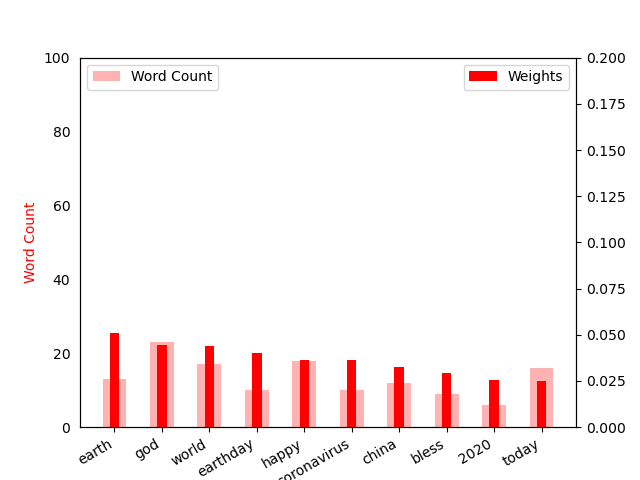 100
80
60
40
20
0
Word Count
Word Count
Weights
0.200
0.175
0.150
0.125
0.100
0.075
0.050
0.025
0.000
earth
god
world
earthday
happy
coronavirus
china
bless
2020
today